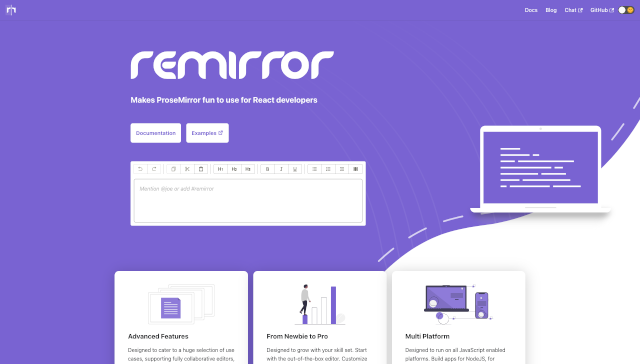 Docs Blog Chat GitHub
remirror
Makes ProseMirror fun to use for React developers
Documentation Examples
H1 H2 H3 B I U
Mention @joe or add #remirror
Advanced Features From Newbie to Pro Multi Platform
Designed to cater to a huge selection of use Designed to grow with your skill set. Start Designed to run on all JavaScript enabled
cases, supporting fully collaborative editors, with the out-of-the-box editor. Customize platforms. Build apps for NodeJS, for